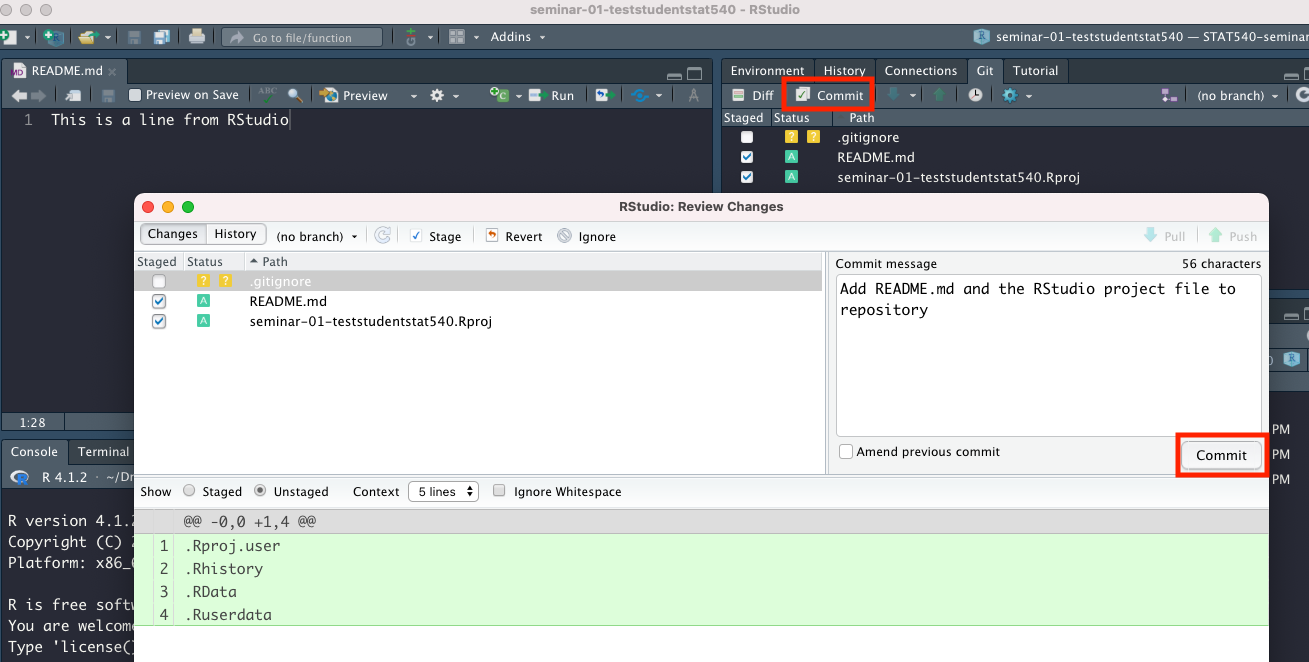 seminar-01-teststudentstat540 - RStudio
Go to file/function
Addins
seminar-01-teststudentstat540 — STAT540-seminar
README.md
Preview on Save
ABC
Preview
Run
1 This is a line from RStudio
1:28
Environment History Connections Git Tutorial
Diff Commit (no branch)
Staged Status Path
? ? .gitignore
A README.md
A seminar-01-teststudentstat540.Rproj
RStudio: Review Changes
Changes History (no branch) Stage Revert Ignore Pull Push
Staged Status Path
? ? .gitignore
A README.md
A seminar-01-teststudentstat540.Rproj
Commit message 56 characters
Add README.md and the RStudio project file to
repository
Amend previous commit
Commit
PM
PM
PM
Show Staged Unstaged Context 5 lines Ignore Whitespace
@@ -0,0 +1,4 @@
1 .Rproj.user
2 .Rhistory
3 .RData
4 .Ruserdata
Console Terminal
R 4.1.2 · ~/Dr
R version 4.1.2
Copyright (C) 2
Platform: x86_6
R is free softw
You are welcome
Type 'license(